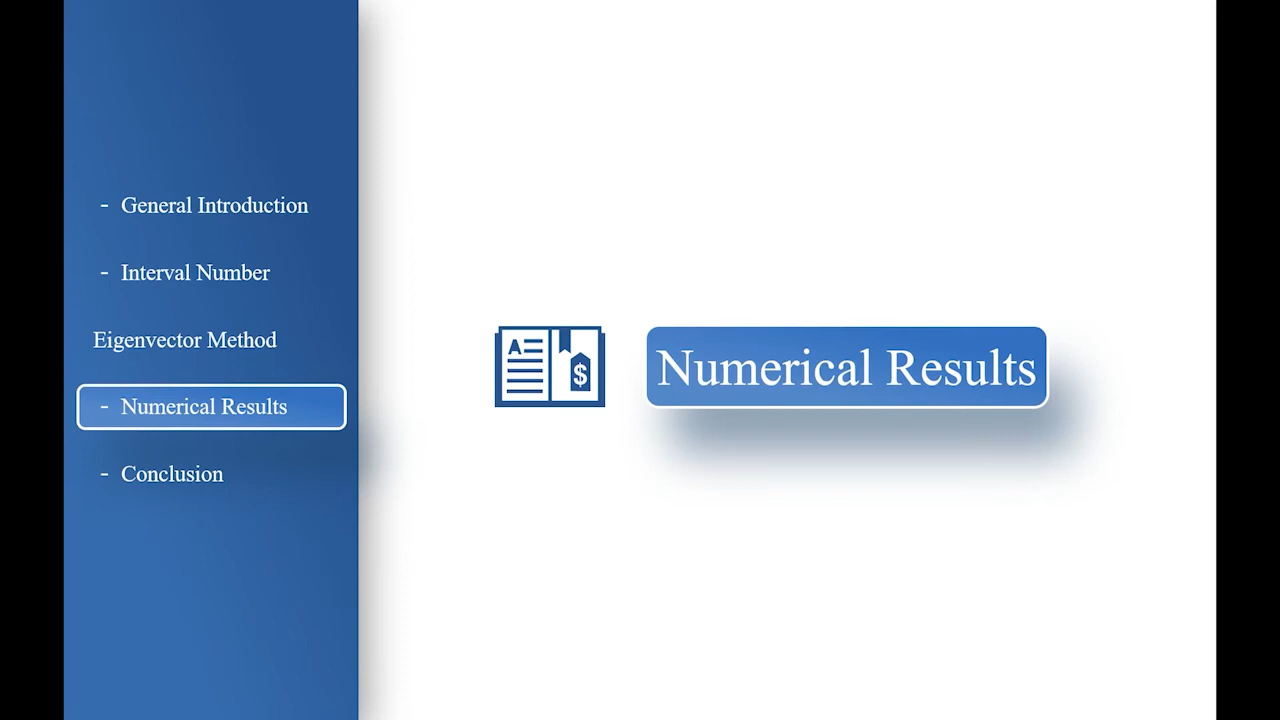 - General Introduction
- Interval Number
Eigenvector Method
- Numerical Results
- Conclusion
A
$
Numerical Results